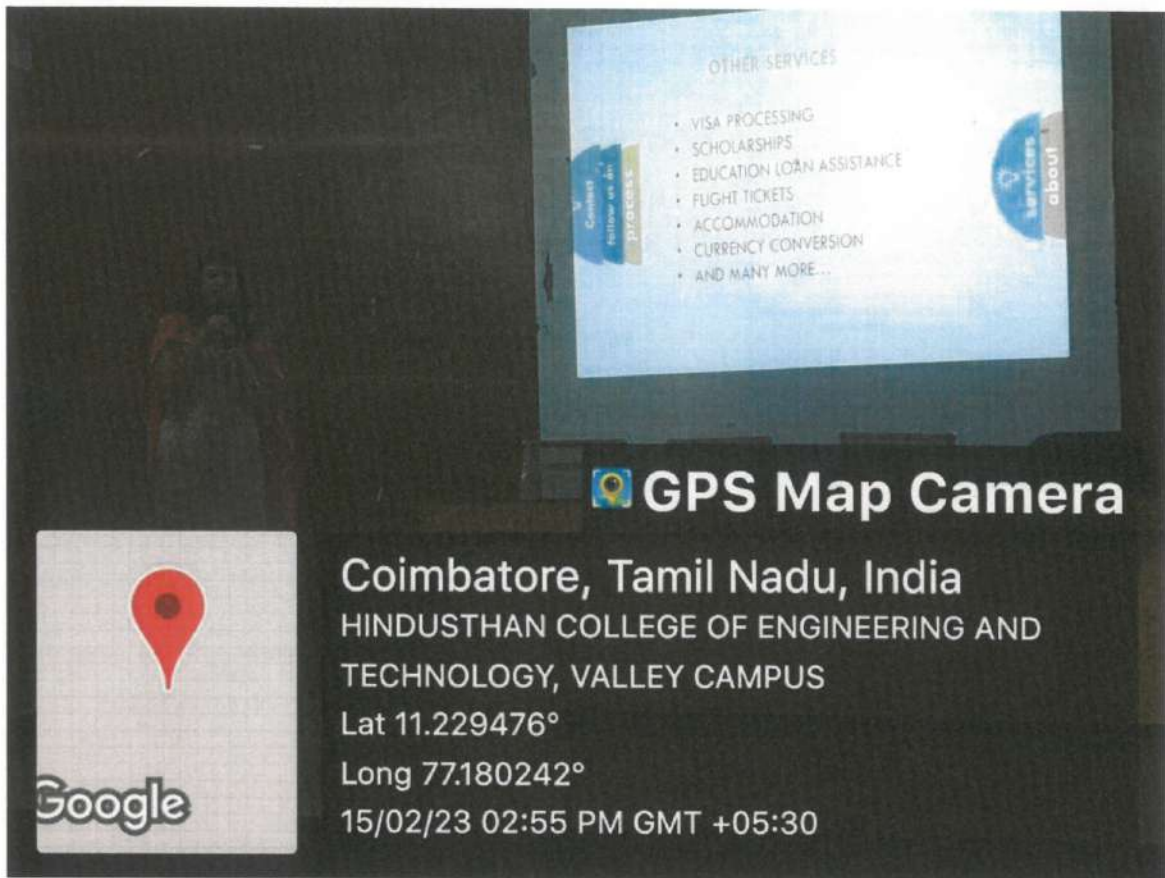 OTHER SERVICES
• VISA PROCESSING
• SCHOLARSHIPS
• EDUCATION LOAN ASSISTANCE
• FLIGHT TICKETS
• ACCOMMODATION
• CURRENCY CONVERSION
• AND MANY MORE...
Contact
follow us on
process
services
about
GPS Map Camera
Coimbatore, Tamil Nadu, India
HINDUSTHAN COLLEGE OF ENGINEERING AND
TECHNOLOGY, VALLEY CAMPUS
Lat 11.229476°
Long 77.180242°
15/02/23 02:55 PM GMT +05:30
Google